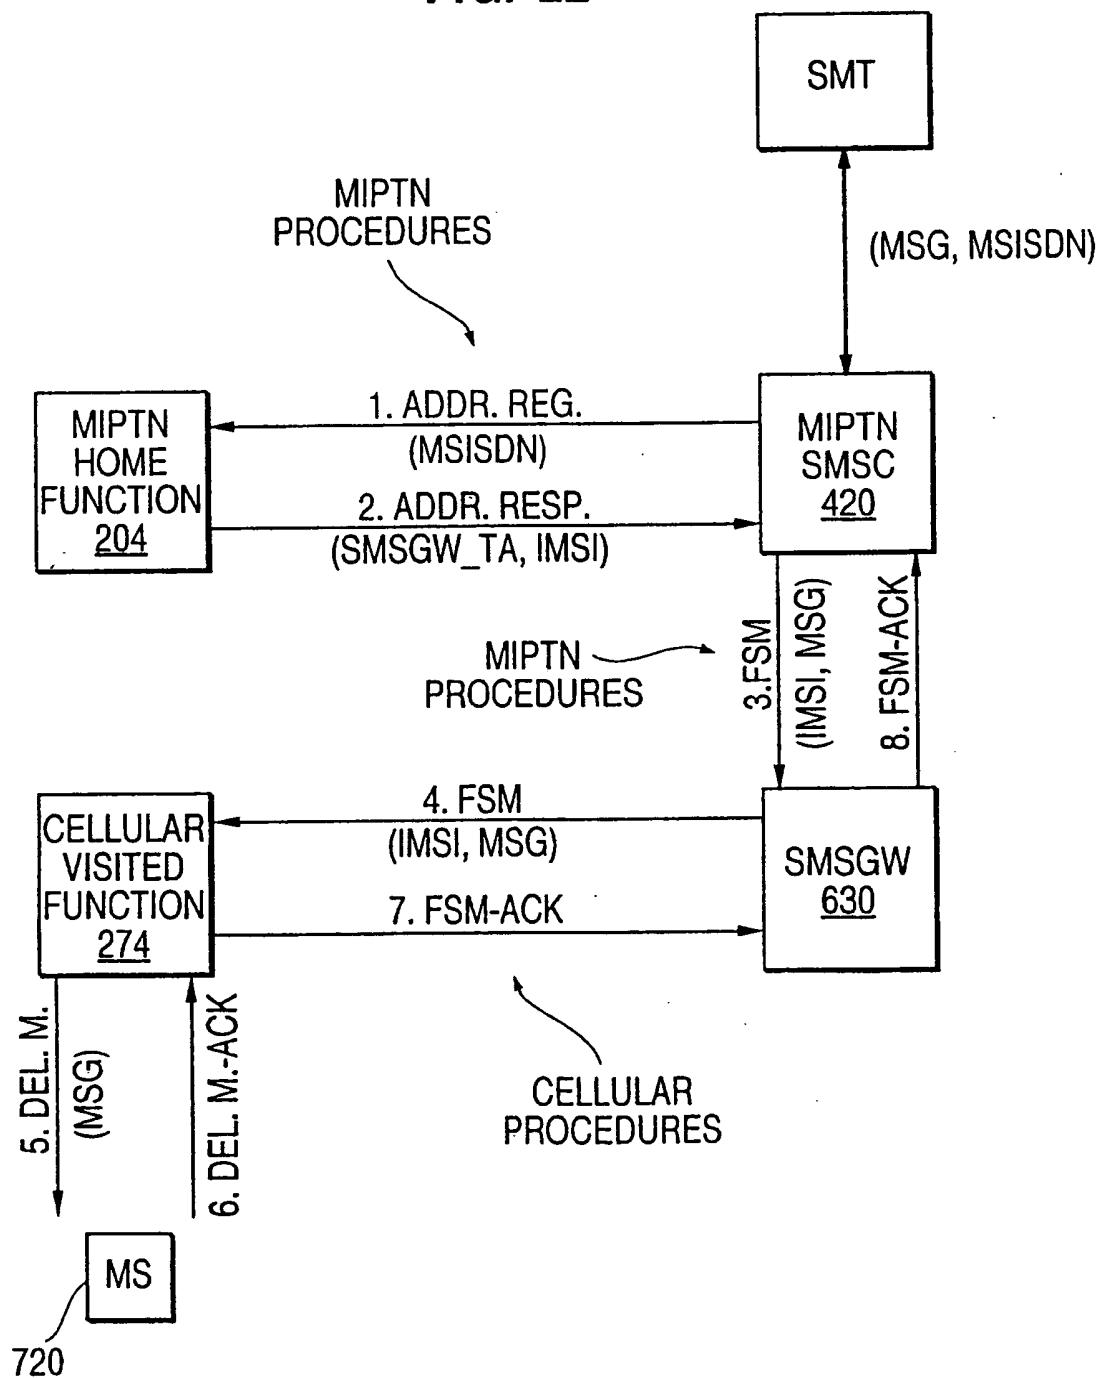 SMT
(MSG, MSISDN)
MIPTN
PROCEDURES
MIPTN
HOME
FUNCTION
204
1. ADDR. REG.
(MSISDN)
2. ADDR. RESP.
(SMSGW_TA, IMSI)
MIPTN
SMSC
420
MIPTN
PROCEDURES
3.FSM
(IMSI, MSG)
8. FSM-ACK
CELLULAR
VISITED
FUNCTION
274
4. FSM
(IMSI, MSG)
7. FSM-ACK
SMSGW
630
5. DEL. M.
(MSG)
6. DEL. M.-ACK
CELLULAR
PROCEDURES
MS
720